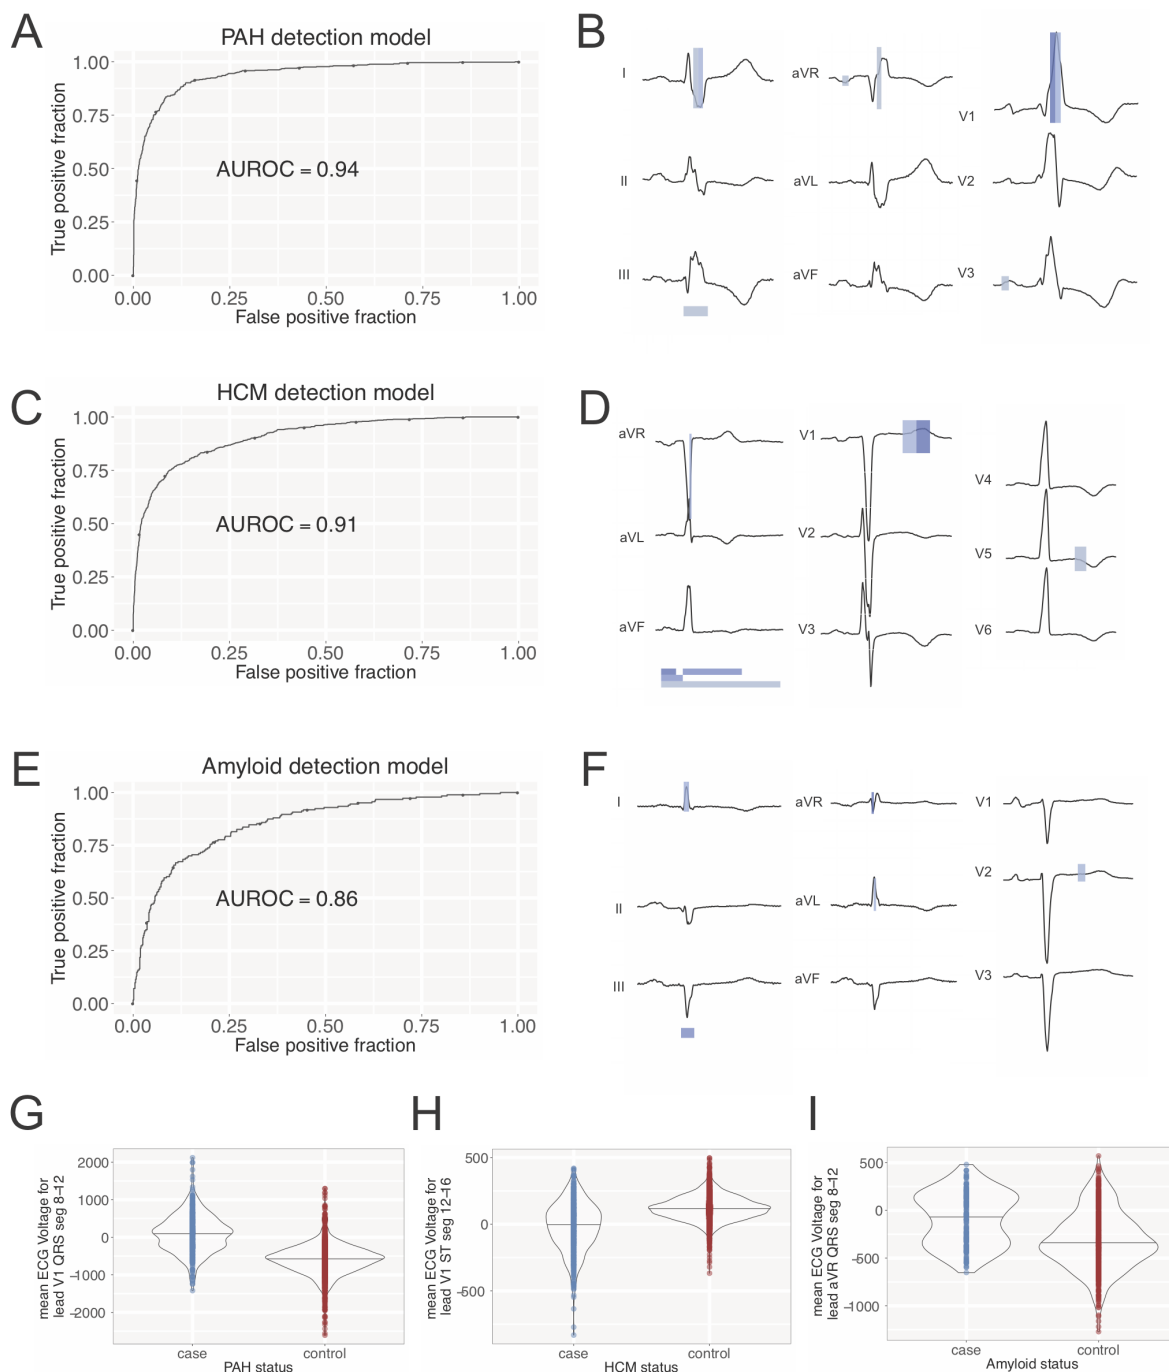 A
PAH detection model
1.00
0.75
0.50
0.25
0.00
True positive fraction
AUROC = 0.94
0.00 0.25 0.50 0.75 1.00
False positive fraction
B
I
aVR
V1
II
aVL
V2
III
aVF
V3
C
HCM detection model
1.00
0.75
0.50
0.25
0.00
True positive fraction
AUROC = 0.91
0.00 0.25 0.50 0.75 1.00
False positive fraction
D
aVR
V1
V4
aVL
V2
V5
aVF
V3
V6
E
Amyloid detection model
1.00
0.75
0.50
0.25
0.00
True positive fraction
AUROC = 0.86
0.00 0.25 0.50 0.75 1.00
False positive fraction
F
I
aVR
V1
II
aVL
V2
III
aVF
V3
G
mean ECG Voltage for
lead V1 QRS seg 8–12
2000
1000
0
−1000
−2000
case control
PAH status
H
mean ECG Voltage for
lead V1 ST seg 12–16
500
0
−500
case control
HCM status
I
mean ECG Voltage for
lead aVR QRS seg 8–12
500
0
−500
−1000
case control
Amyloid status